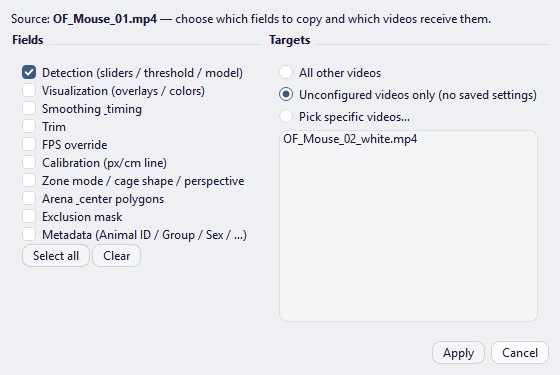 Source: OF_Mouse_01.mp4 — choose which fields to copy and which videos receive them.
Fields
Detection (sliders / threshold / model)
Visualization (overlays / colors)
Smoothing _timing
Trim
FPS override
Calibration (px/cm line)
Zone mode / cage shape / perspective
Arena _center polygons
Exclusion mask
Metadata (Animal ID / Group / Sex / ...)
Select all
Clear
Targets
All other videos
Unconfigured videos only (no saved settings)
Pick specific videos...
OF_Mouse_02_white.mp4
Apply
Cancel